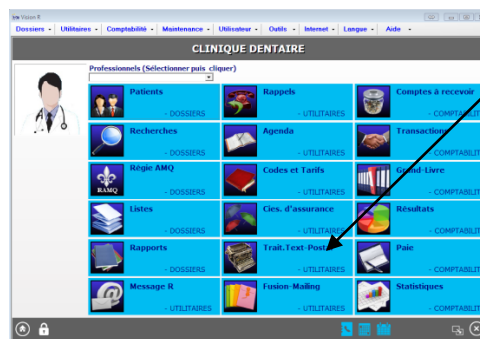 Vision R
Dossiers Utilitaires Comptabilité Maintenance Utilisateur Outils Internet Langue Aide
CLINIQUE DENTAIRE
Professionnels (Sélectionner puis cliquer)
Patients
- DOSSIERS
Rappels
- UTILITAIRES
Comptes à recevoir
- COMPTABILIT
Recherches
- DOSSIERS
Agenda
- UTILITAIRES
Transactions
- COMPTABILIT
Régie AMQ
RAMQ
- DOSSIERS
Codes et Tarifs
- UTILITAIRES
Grand-Livre
- COMPTABILIT
Listes
- DOSSIERS
Cies. d'assurance
- UTILITAIRES
Résultats
- COMPTABILIT
Rapports
- DOSSIERS
Trait.Text-Poste
- UTILITAIRES
Paie
- COMPTABILIT
Message R
- UTILITAIRES
Fusion-Mailing
- UTILITAIRES
Statistiques
- COMPTABILIT